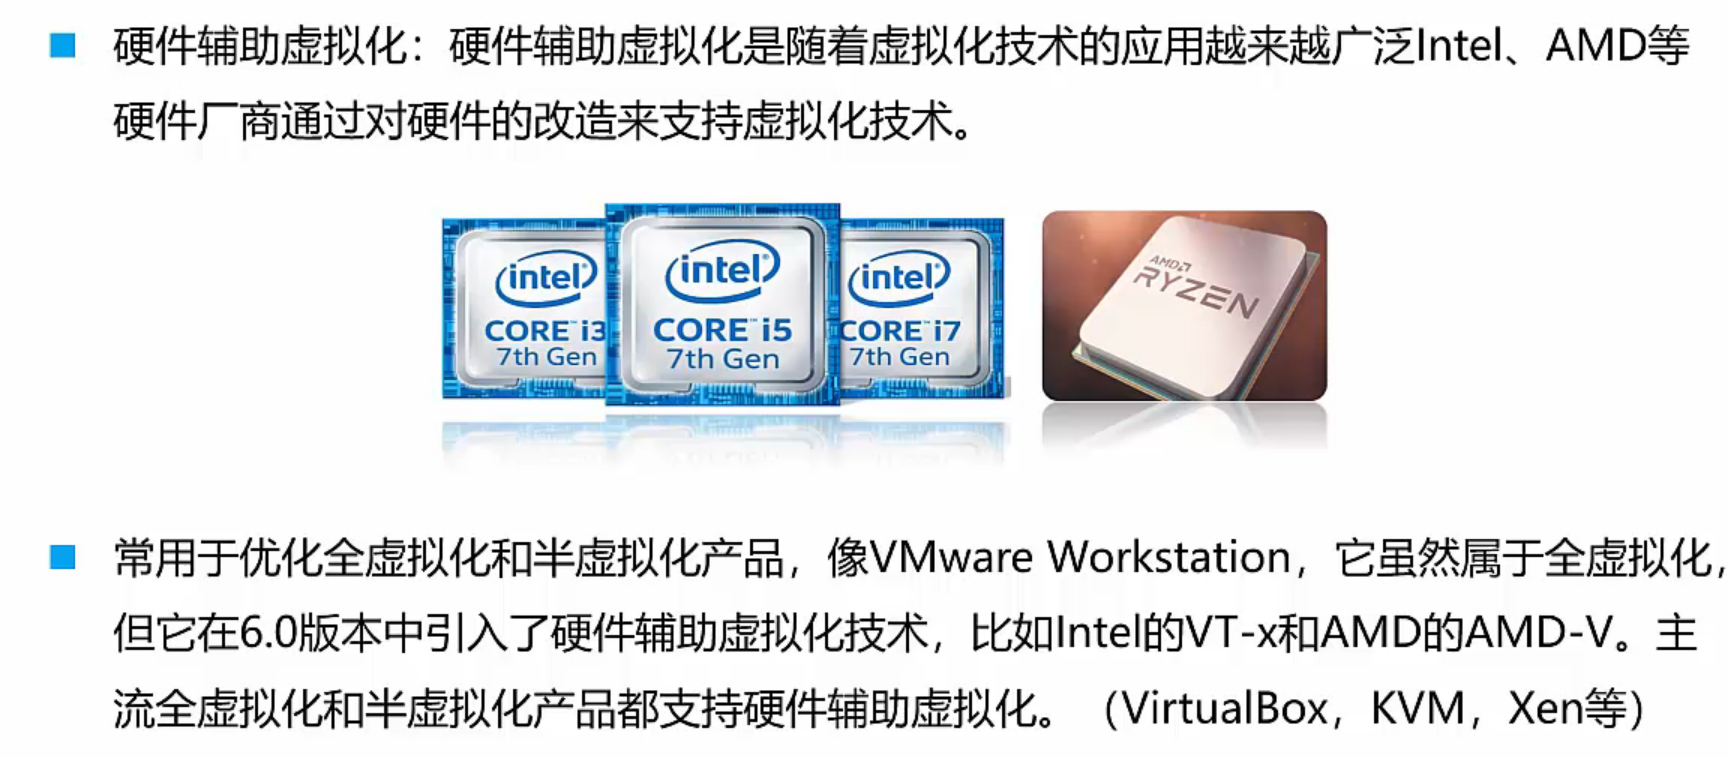 硬件辅助虚拟化：硬件辅助虚拟化是随着虚拟化技术的应用越来越广泛Intel、AMD等
硬件厂商通过对硬件的改造来支持虚拟化技术。
intel
CORE i3
7th Gen
intel
CORE i5
7th Gen
intel
CORE i7
7th Gen
AMD
RYZEN
常用于优化全虚拟化和半虚拟化产品，像VMware Workstation，它虽然属于全虚拟化，
但它在6.0版本中引入了硬件辅助虚拟化技术，比如Intel的VT-x和AMD的AMD-V。主
流全虚拟化和半虚拟化产品都支持硬件辅助虚拟化。（VirtualBox，KVM，Xen等）